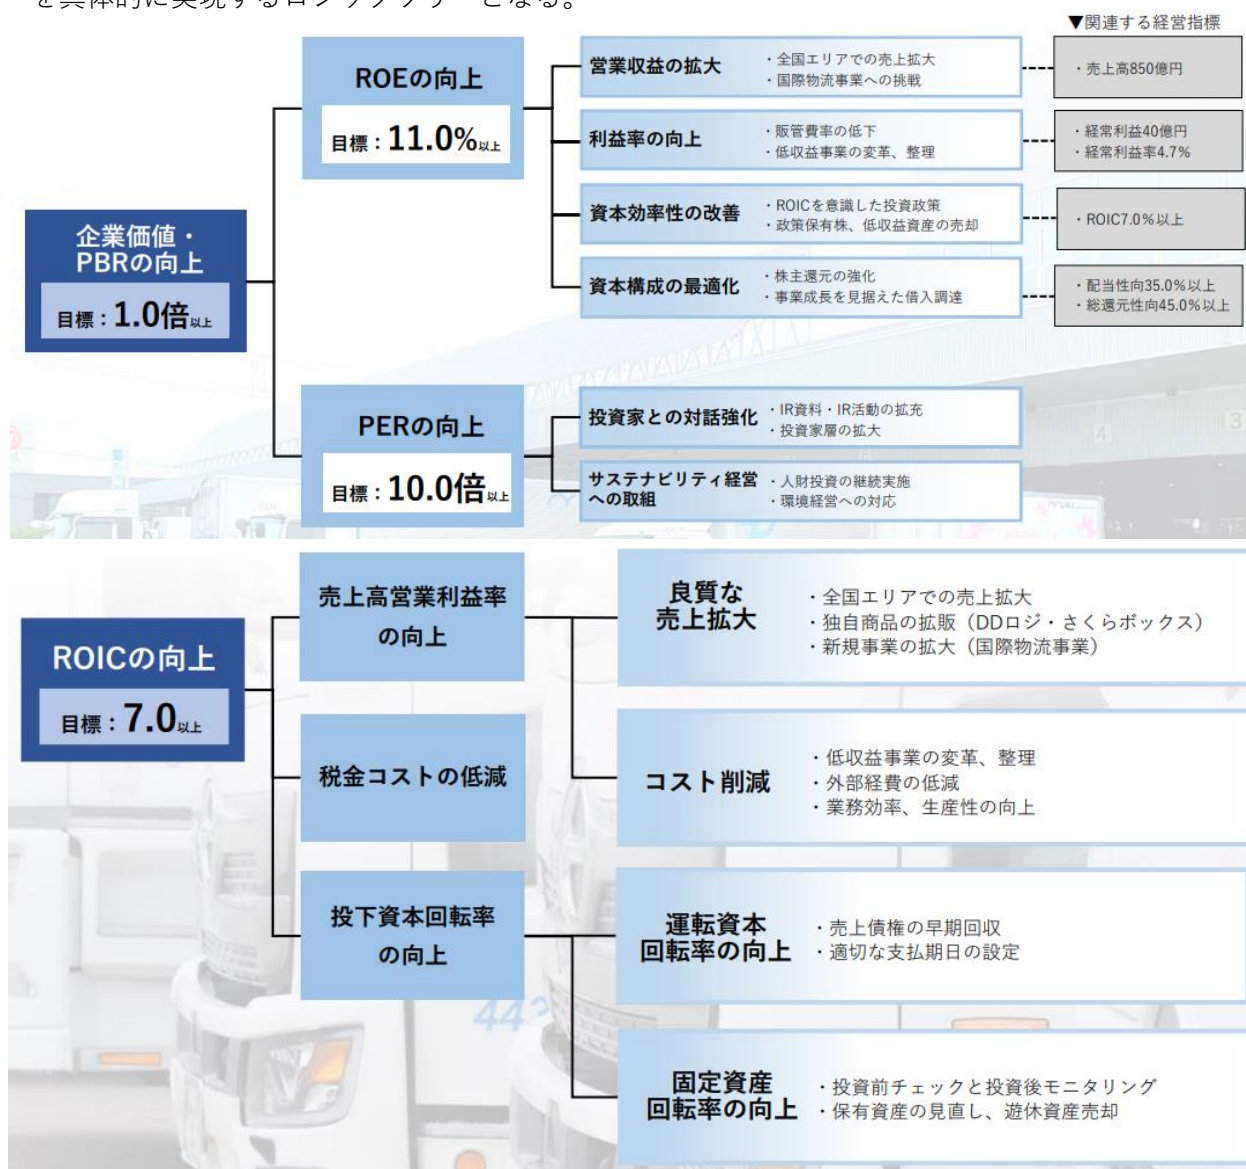 を具体的に実現するロジックツリーとなる。
▼関連する経営指標
企業価値・
PBRの向上
目標：1.0倍以上
ROEの向上
目標：11.0%以上
営業収益の拡大
・全国エリアでの売上拡大
・国際物流事業への挑戦
・売上高850億円
利益率の向上
・販管費率の低下
・低収益事業の変革、整理
・経常利益40億円
・経常利益率4.7%
資本効率性の改善
・ROICを意識した投資政策
・政策保有株、低収益資産の売却
・ROIC7.0%以上
資本構成の最適化
・株主還元の強化
・事業成長を見据えた借入調達
・配当性向35.0%以上
・総還元性向45.0%以上
PERの向上
目標：10.0倍以上
投資家との対話強化
・IR資料・IR活動の拡充
・投資家層の拡大
サステナビリティ経営
への取組
・人財投資の継続実施
・環境経営への対応
4
3
ROICの向上
目標：7.0以上
売上高営業利益率
の向上
良質な
売上拡大
・全国エリアでの売上拡大
・独自商品の拡販（DDロジ・さくらボックス）
・新規事業の拡大（国際物流事業）
コスト削減
・低収益事業の変革、整理
・外部経費の低減
・業務効率、生産性の向上
税金コストの低減
投下資本回転率
の向上
運転資本
回転率の向上
・売上債権の早期回収
・適切な支払期日の設定
固定資産
回転率の向上
・投資前チェックと投資後モニタリング
・保有資産の見直し、遊休資産売却
443